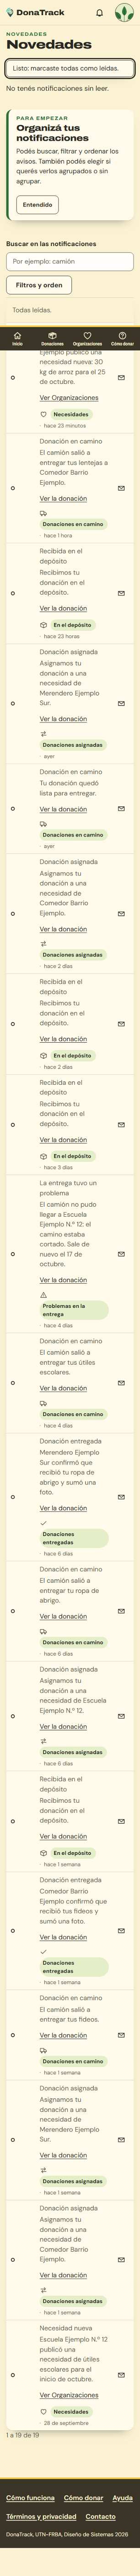 DonaTrack
NOVEDADES
Novedades
Listo: marcaste todas como leídas.
No tenés notificaciones sin leer.
PARA EMPEZAR
Organizá tus
notificaciones
Podés buscar, filtrar y ordenar los
avisos. También podés elegir si
querés verlos agrupados o sin
agrupar.
Entendido
Buscar en las notificaciones
Por ejemplo: camión
Filtros y orden
Todas leídas.
Inicio
Donaciones
Organizaciones
Cómo donar
Ejemplo publicó una
necesidad nueva: 30
kg de arroz para el 25
de octubre.
Ver Organizaciones
Necesidades
· hace 23 minutos
Donación en camino
El camión salió a
entregar tus lentejas a
Comedor Barrio
Ejemplo.
Ver la donación
Donaciones en camino
· hace 1 hora
Recibida en el
depósito
Recibimos tu
donación en el
depósito.
Ver la donación
En el depósito
· hace 23 horas
Donación asignada
Asignamos tu
donación a una
necesidad de
Merendero Ejemplo
Sur.
Ver la donación
Donaciones asignadas
· ayer
Donación en camino
Tu donación quedó
lista para entregar.
Ver la donación
Donaciones en camino
· ayer
Donación asignada
Asignamos tu
donación a una
necesidad de
Comedor Barrio
Ejemplo.
Ver la donación
Donaciones asignadas
· hace 2 días
Recibida en el
depósito
Recibimos tu
donación en el
depósito.
Ver la donación
En el depósito
· hace 2 días
Recibida en el
depósito
Recibimos tu
donación en el
depósito.
Ver la donación
En el depósito
· hace 3 días
La entrega tuvo un
problema
El camión no pudo
llegar a Escuela
Ejemplo N.º 12: el
camino estaba
cortado. Sale de
nuevo el 17 de
octubre.
Ver la donación
Problemas en la
entrega
· hace 4 días
Donación en camino
El camión salió a
entregar tus útiles
escolares.
Ver la donación
Donaciones en camino
· hace 4 días
Donación entregada
Merendero Ejemplo
Sur confirmó que
recibió tu ropa de
abrigo y sumó una
foto.
Ver la donación
Donaciones
entregadas
· hace 6 días
Donación en camino
El camión salió a
entregar tu ropa de
abrigo.
Ver la donación
Donaciones en camino
· hace 6 días
Donación asignada
Asignamos tu
donación a una
necesidad de Escuela
Ejemplo N.º 12.
Ver la donación
Donaciones asignadas
· hace 6 días
Recibida en el
depósito
Recibimos tu
donación en el
depósito.
Ver la donación
En el depósito
· hace 1 semana
Donación entregada
Comedor Barrio
Ejemplo confirmó que
recibió tus fideos y
sumó una foto.
Ver la donación
Donaciones
entregadas
· hace 1 semana
Donación en camino
El camión salió a
entregar tus fideos.
Ver la donación
Donaciones en camino
· hace 1 semana
Donación asignada
Asignamos tu
donación a una
necesidad de
Merendero Ejemplo
Sur.
Ver la donación
Donaciones asignadas
· hace 1 semana
Donación asignada
Asignamos tu
donación a una
necesidad de
Comedor Barrio
Ejemplo.
Ver la donación
Donaciones asignadas
· hace 1 semana
Necesidad nueva
Escuela Ejemplo N.º 12
publicó una
necesidad de útiles
escolares para el
inicio de octubre.
Ver Organizaciones
Necesidades
· 28 de septiembre
1 a 19 de 19
Cómo funciona
Cómo donar
Ayuda
Términos y privacidad
Contacto
DonaTrack, UTN-FRBA, Diseño de Sistemas 2026